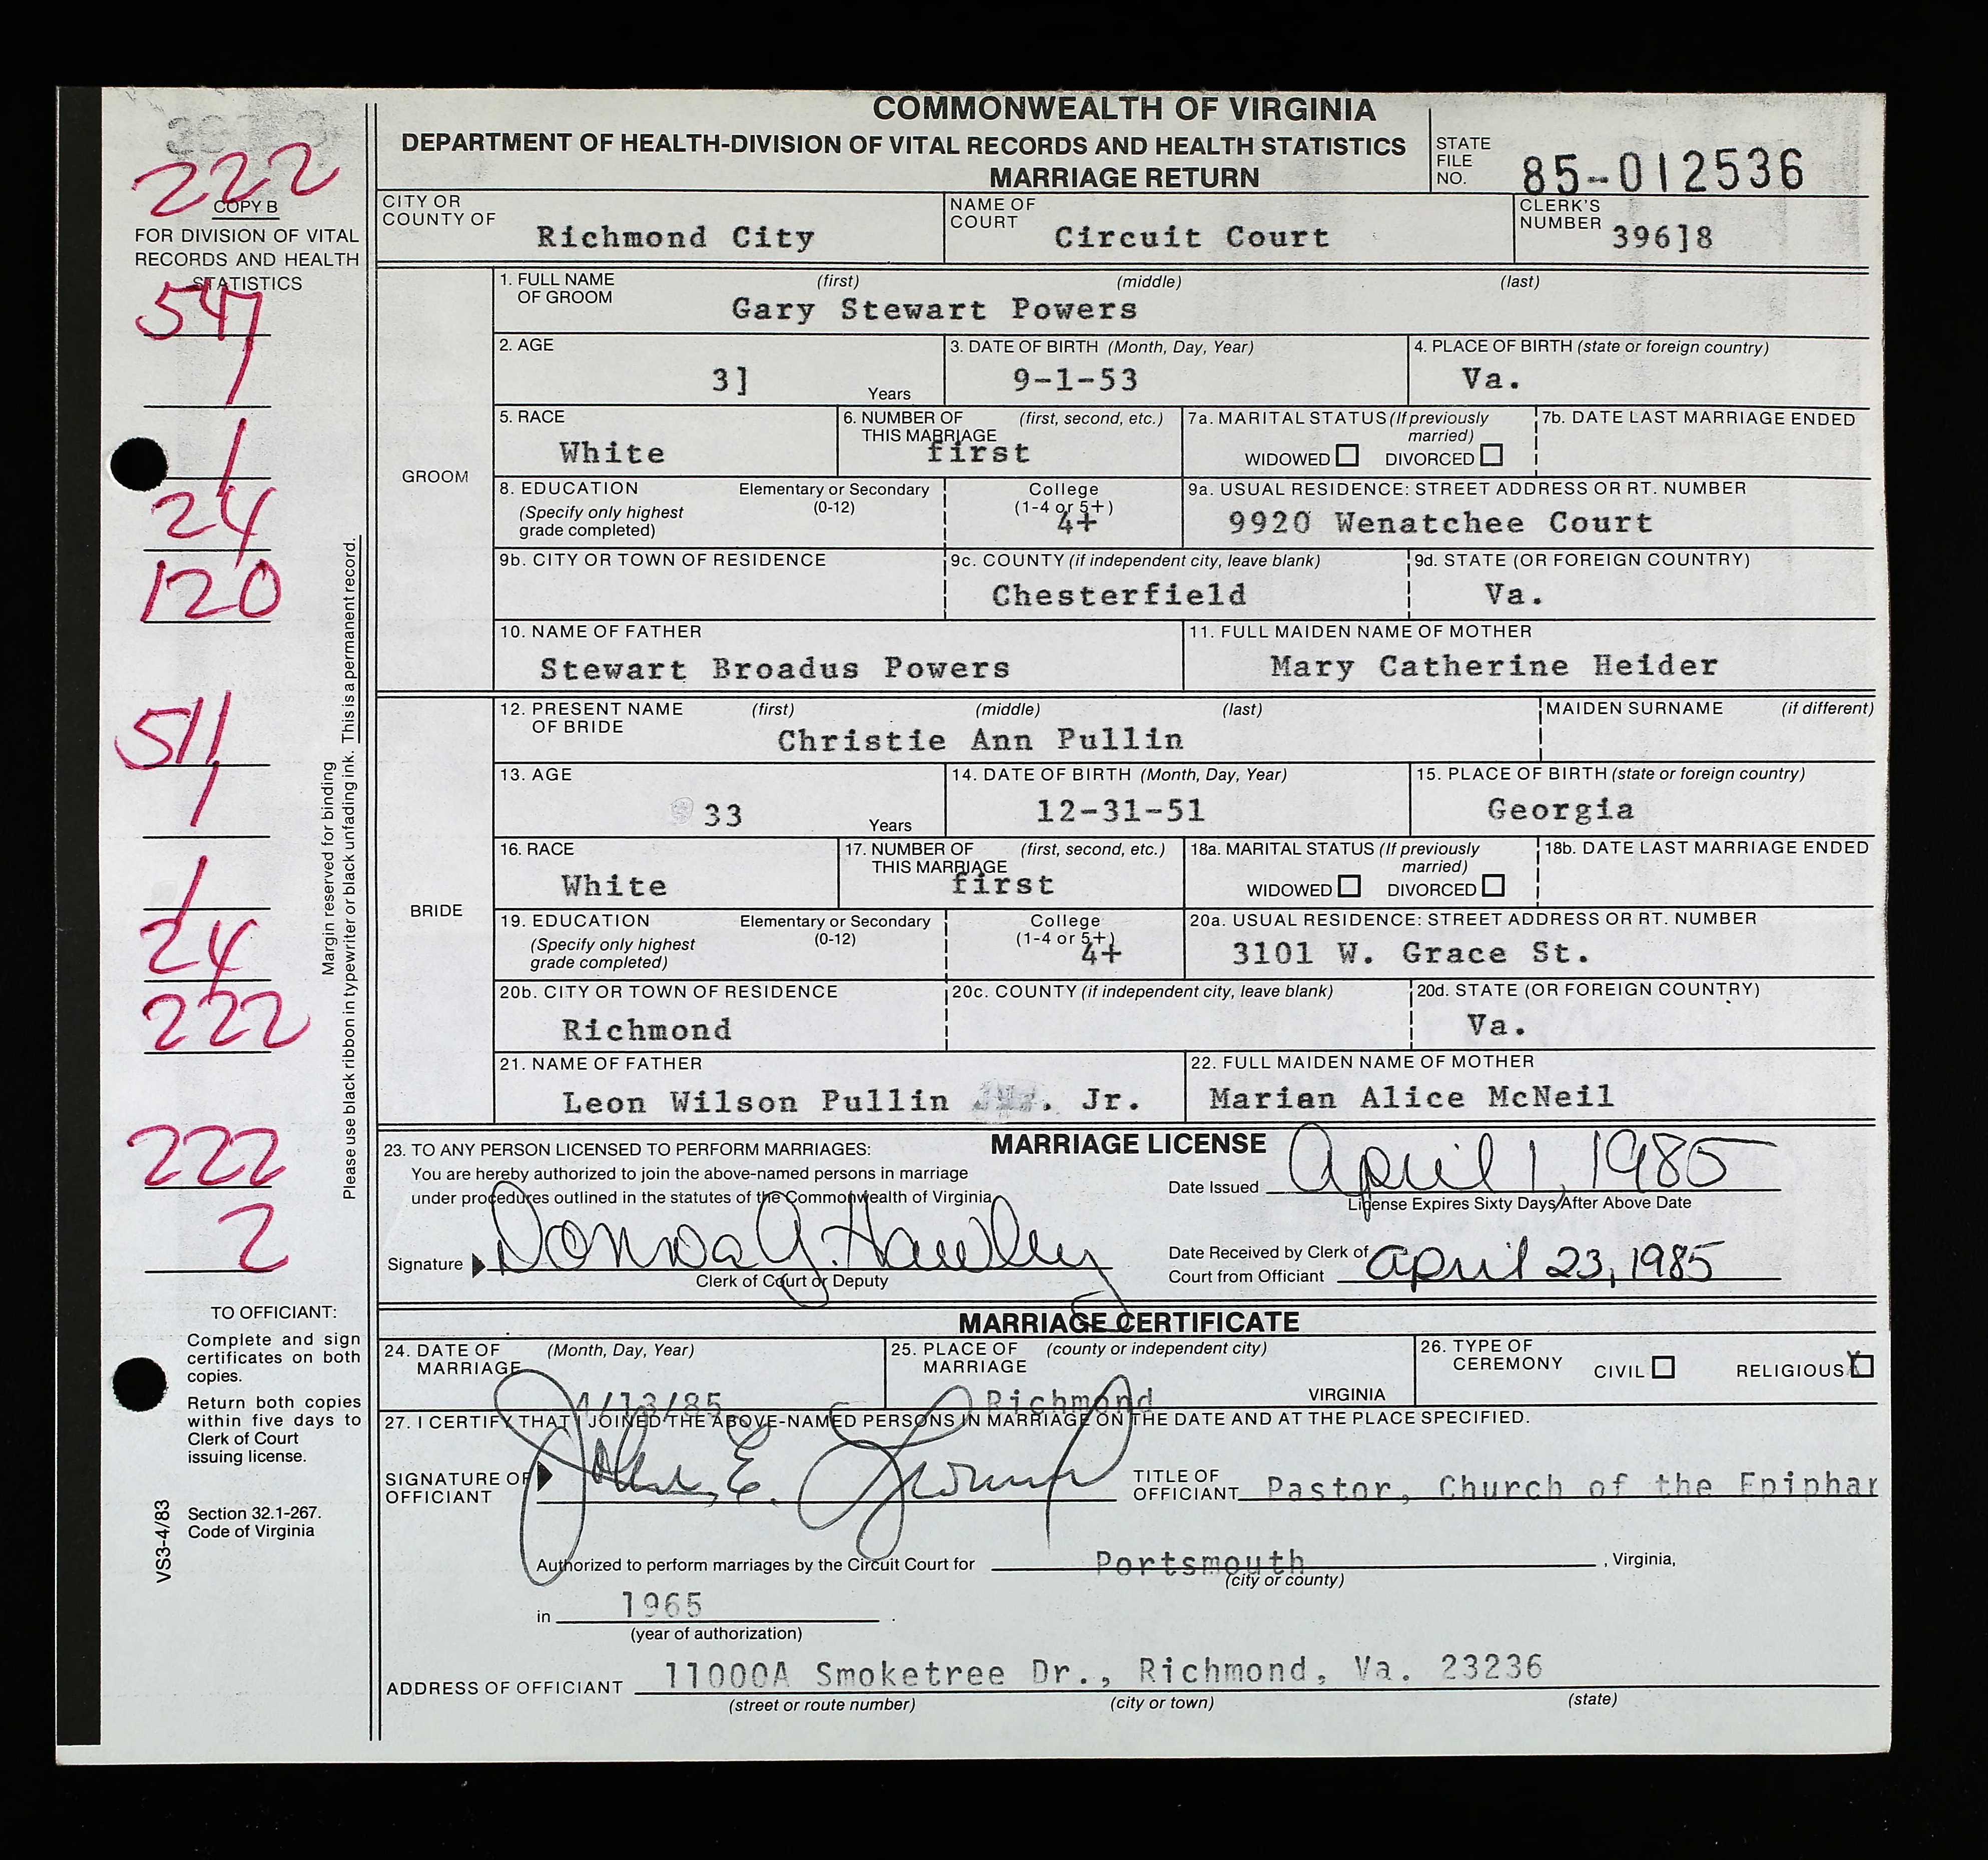 COMMONWEALTH OF VIRGINIA
DEPARTMENT OF HEALTH-DIVISION OF VITAL RECORDS AND HEALTH STATISTICS
MARRIAGE RETURN
STATE FILE NO. 85-012536
222
COPY B
FOR DIVISION OF VITAL
RECORDS AND HEALTH
STATISTICS
547
1
1
24
120
511
1
1
24
222
222
2
Margin reserved for binding
Please use black ribbon in typewriter or black unfading ink. This is a permanent record.
TO OFFICIANT:
Complete and sign
certificates on both
copies.
Return both copies
within five days to
Clerk of Court
issuing license.
Section 32.1-267.
Code of Virginia
VS3-4/83
CITY OR COUNTY OF Richmond City
NAME OF COURT Circuit Court
CLERK'S NUMBER 396]8
GROOM
1. FULL NAME OF GROOM (first) (middle) (last)
Gary Stewart Powers
2. AGE 3] Years
3. DATE OF BIRTH (Month, Day, Year) 9-1-53
4. PLACE OF BIRTH (state or foreign country) Va.
5. RACE White
6. NUMBER OF THIS MARRIAGE (first, second, etc.) first
7a. MARITAL STATUS (If previously married) WIDOWED DIVORCED
7b. DATE LAST MARRIAGE ENDED
8. EDUCATION (Specify only highest grade completed) Elementary or Secondary (0-12)
College (1-4 or 5+) 4+
9a. USUAL RESIDENCE: STREET ADDRESS OR RT. NUMBER
9920 Wenatchee Court
9b. CITY OR TOWN OF RESIDENCE
9c. COUNTY (if independent city, leave blank) Chesterfield
9d. STATE (OR FOREIGN COUNTRY) Va.
10. NAME OF FATHER Stewart Broadus Powers
11. FULL MAIDEN NAME OF MOTHER Mary Catherine Heider
BRIDE
12. PRESENT NAME OF BRIDE (first) (middle) (last)
Christie Ann Pullin
MAIDEN SURNAME (if different)
13. AGE 33 Years
14. DATE OF BIRTH (Month, Day, Year) 12-31-51
15. PLACE OF BIRTH (state or foreign country) Georgia
16. RACE White
17. NUMBER OF THIS MARRIAGE (first, second, etc.) first
18a. MARITAL STATUS (If previously married) WIDOWED DIVORCED
18b. DATE LAST MARRIAGE ENDED
19. EDUCATION (Specify only highest grade completed) Elementary or Secondary (0-12)
College (1-4 or 5+) 4+
20a. USUAL RESIDENCE: STREET ADDRESS OR RT. NUMBER
3101 W. Grace St.
20b. CITY OR TOWN OF RESIDENCE Richmond
20c. COUNTY (if independent city, leave blank)
20d. STATE (OR FOREIGN COUNTRY) Va.
21. NAME OF FATHER Leon Wilson Pullin Jr.
22. FULL MAIDEN NAME OF MOTHER Marian Alice McNeil
23. TO ANY PERSON LICENSED TO PERFORM MARRIAGES:
MARRIAGE LICENSE
You are hereby authorized to join the above-named persons in marriage
under procedures outlined in the statutes of the Commonwealth of Virginia
Date Issued April 1, 1985
License Expires Sixty Days After Above Date
Signature Donna G. Hawley
Clerk of Court or Deputy
Date Received by Clerk of Court from Officiant April 23, 1985
MARRIAGE CERTIFICATE
24. DATE OF MARRIAGE (Month, Day, Year) 4/13/85
25. PLACE OF MARRIAGE (county or independent city) Richmond VIRGINIA
26. TYPE OF CEREMONY CIVIL RELIGIOUS X
27. I CERTIFY THAT I JOINED THE ABOVE-NAMED PERSONS IN MARRIAGE ON THE DATE AND AT THE PLACE SPECIFIED.
SIGNATURE OF OFFICIANT John E.
TITLE OF OFFICIANT Pastor, Church of the Epiphar
Authorized to perform marriages by the Circuit Court for Portsmouth , Virginia,
(city or county)
in 1965 .
(year of authorization)
ADDRESS OF OFFICIANT 11000A Smoketree Dr., Richmond, Va. 23236
(street or route number) (city or town) (state)